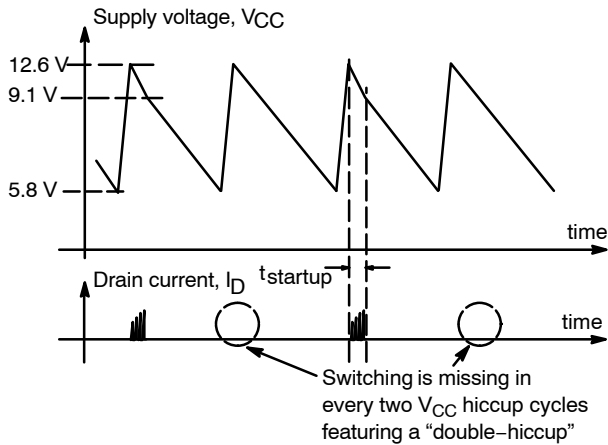 Supply voltage, VCC
12.6 V
9.1 V
5.8 V
time
tstartup
Drain current, ID
time
Switching is missing in
every two VCC hiccup cycles
featuring a “double−hiccup”